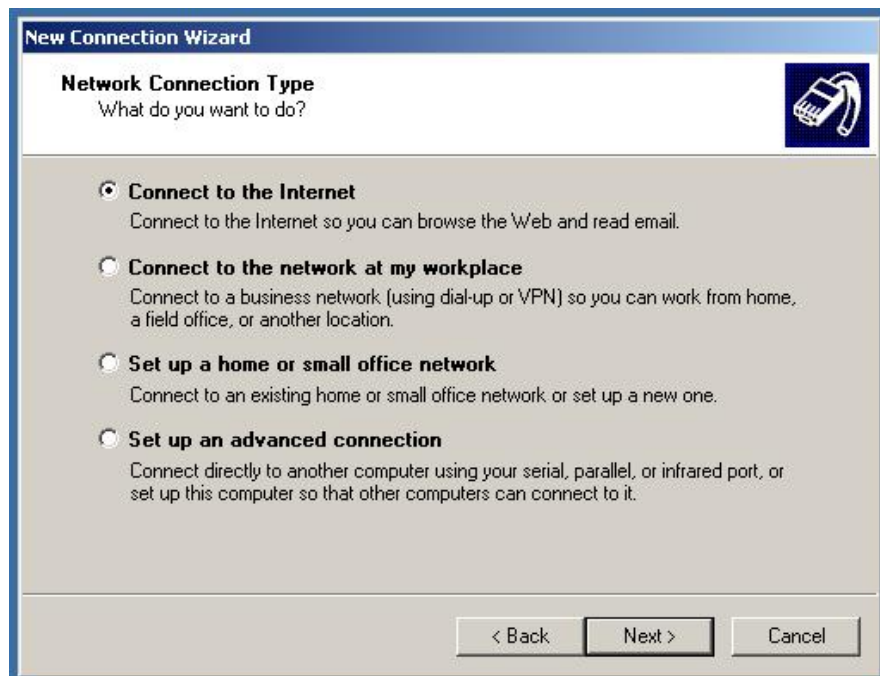 New Connection Wizard
Network Connection Type
What do you want to do?
Connect to the Internet
Connect to the Internet so you can browse the Web and read email.
Connect to the network at my workplace
Connect to a business network (using dial-up or VPN) so you can work from home,
a field office, or another location.
Set up a home or small office network
Connect to an existing home or small office network or set up a new one.
Set up an advanced connection
Connect directly to another computer using your serial, parallel, or infrared port, or
set up this computer so that other computers can connect to it.
< Back Next > Cancel